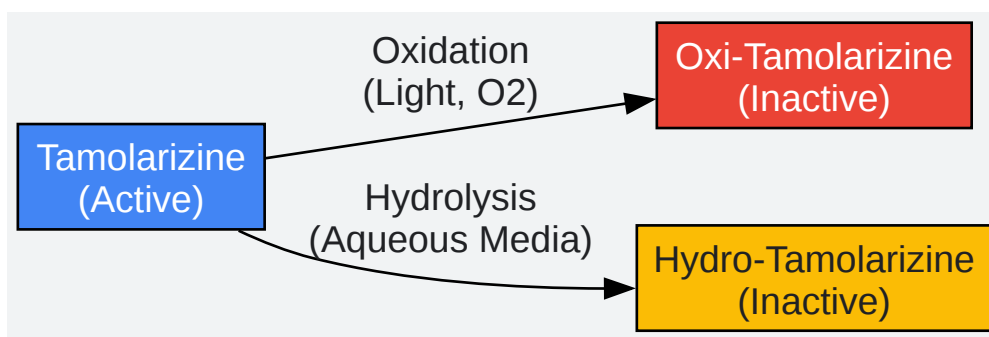 Oxidation
(Light, O2)
Oxi-Tamolarizine
(Inactive)
Tamolarizine
(Active)
Hydrolysis
(Aqueous Media)
Hydro-Tamolarizine
(Inactive)